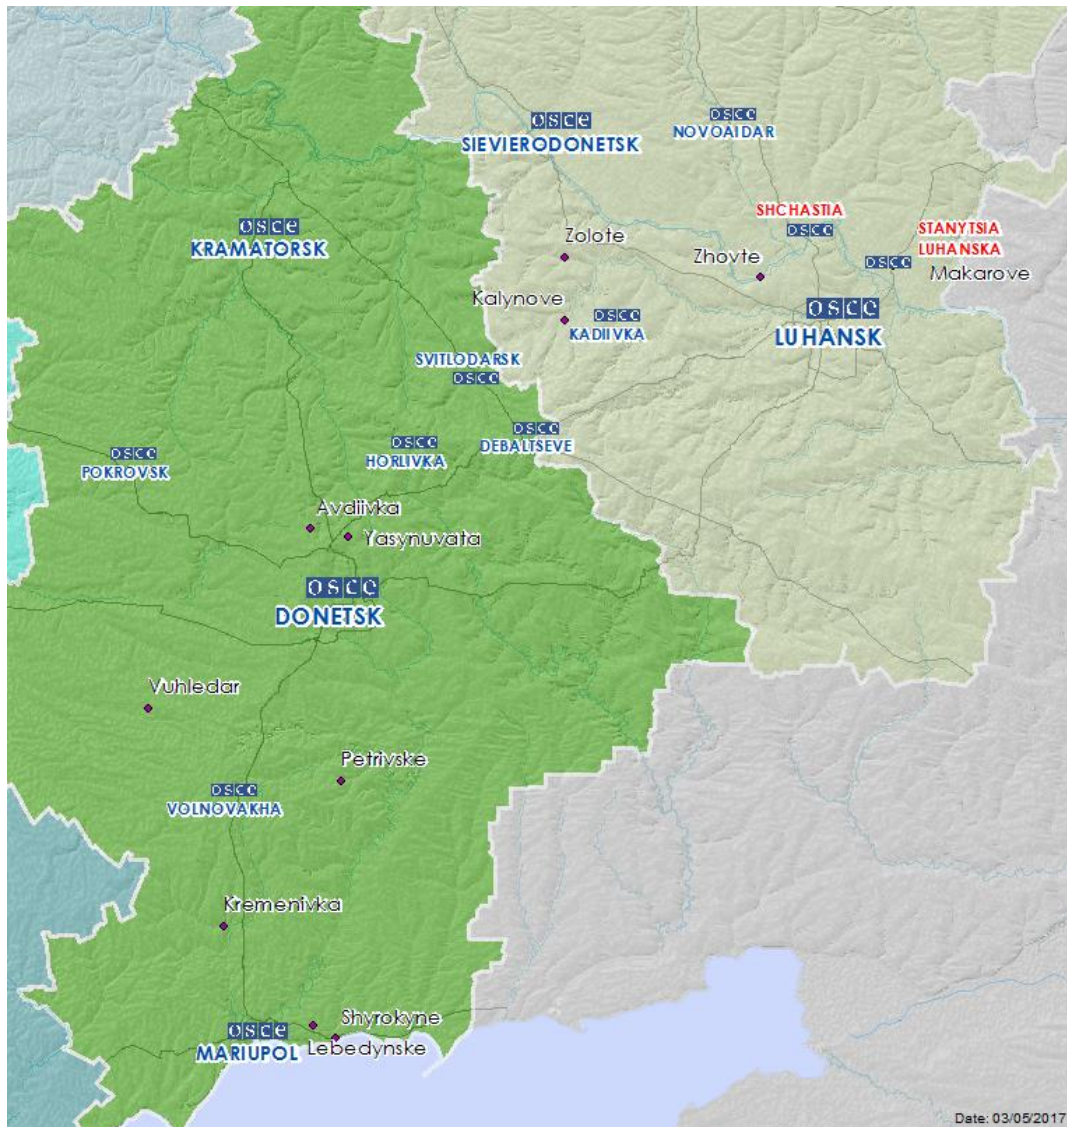 osce
SIEVIERODONETSK
osce
NOVOAIDAR
SHCHASTIA
osce
STANYTSIA
LUHANSKA
osce
Makarove
osce
KRAMATORSK
Zolote
Zhovte
Kalynove
osce
KADIIVKA
osce
LUHANSK
SVITLODARSK
osce
osce
DEBALTSEVE
osce
HORLIVKA
osce
POKROVSK
Avdiivka
Yasynuvata
osce
DONETSK
Vuhledar
Petrivske
osce
VOLNOVAKHA
Kremenivka
Shyrokyne
osce
MARIUPOL
Lebedynske
Date: 03/05/2017